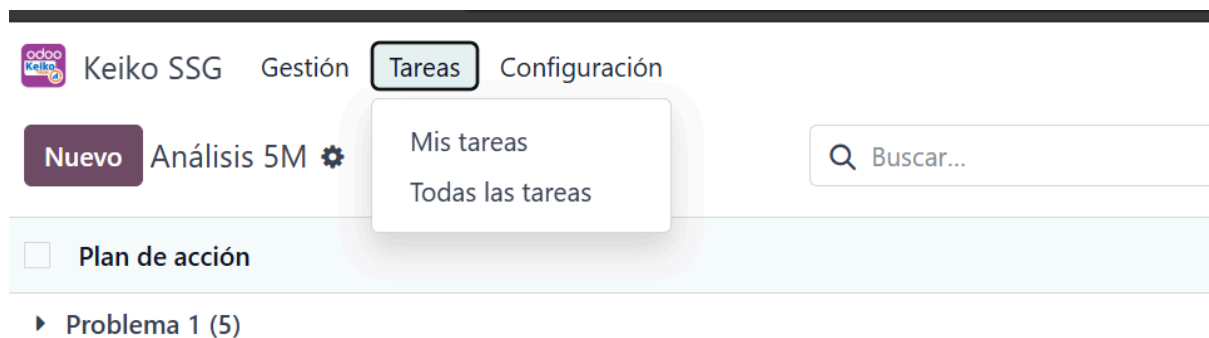 odoo
Keiko
Keiko SSG Gestión Tareas Configuración
Nuevo Análisis 5M
Mis tareas
Todas las tareas
Buscar...
Plan de acción
Problema 1 (5)